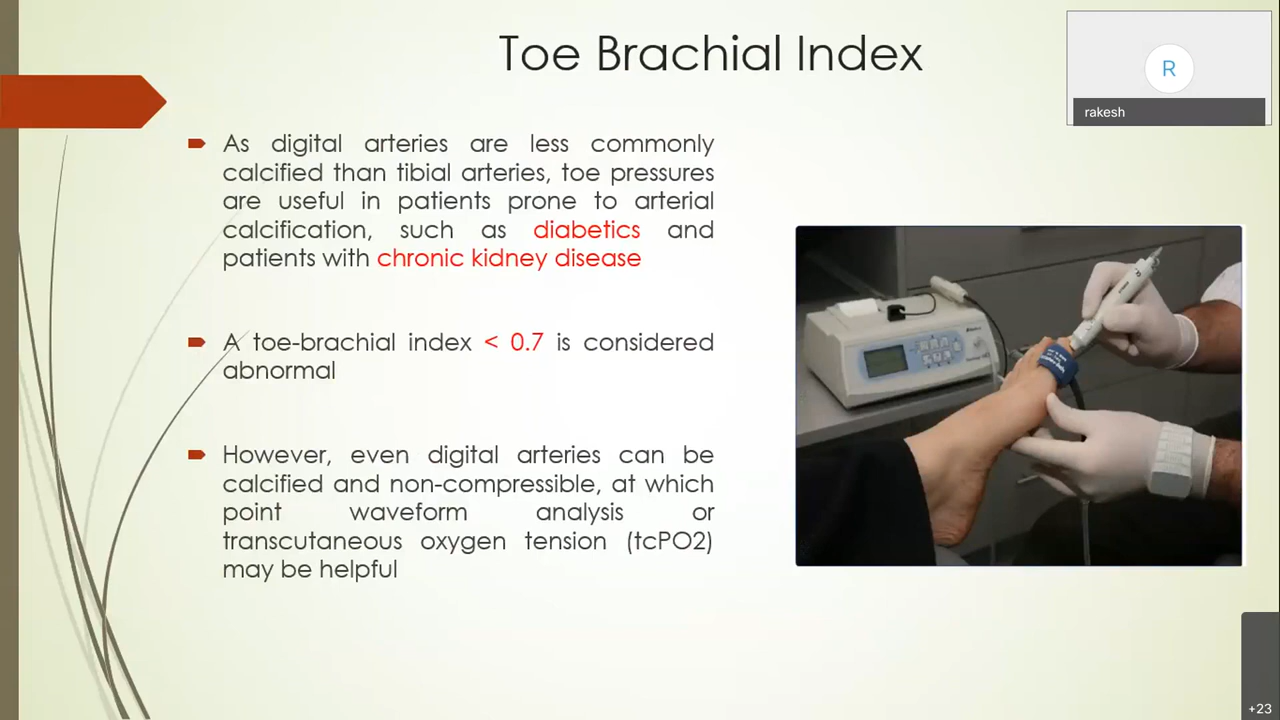 Toe Brachial Index
R
rakesh
As digital arteries are less commonly
calcified than tibial arteries, toe pressures
are useful in patients prone to arterial
calcification, such as diabetics and
patients with chronic kidney disease
A toe-brachial index < 0.7 is considered
abnormal
However, even digital arteries can be
calcified and non-compressible, at which
point waveform analysis or
transcutaneous oxygen tension (tcPO2)
may be helpful
+23